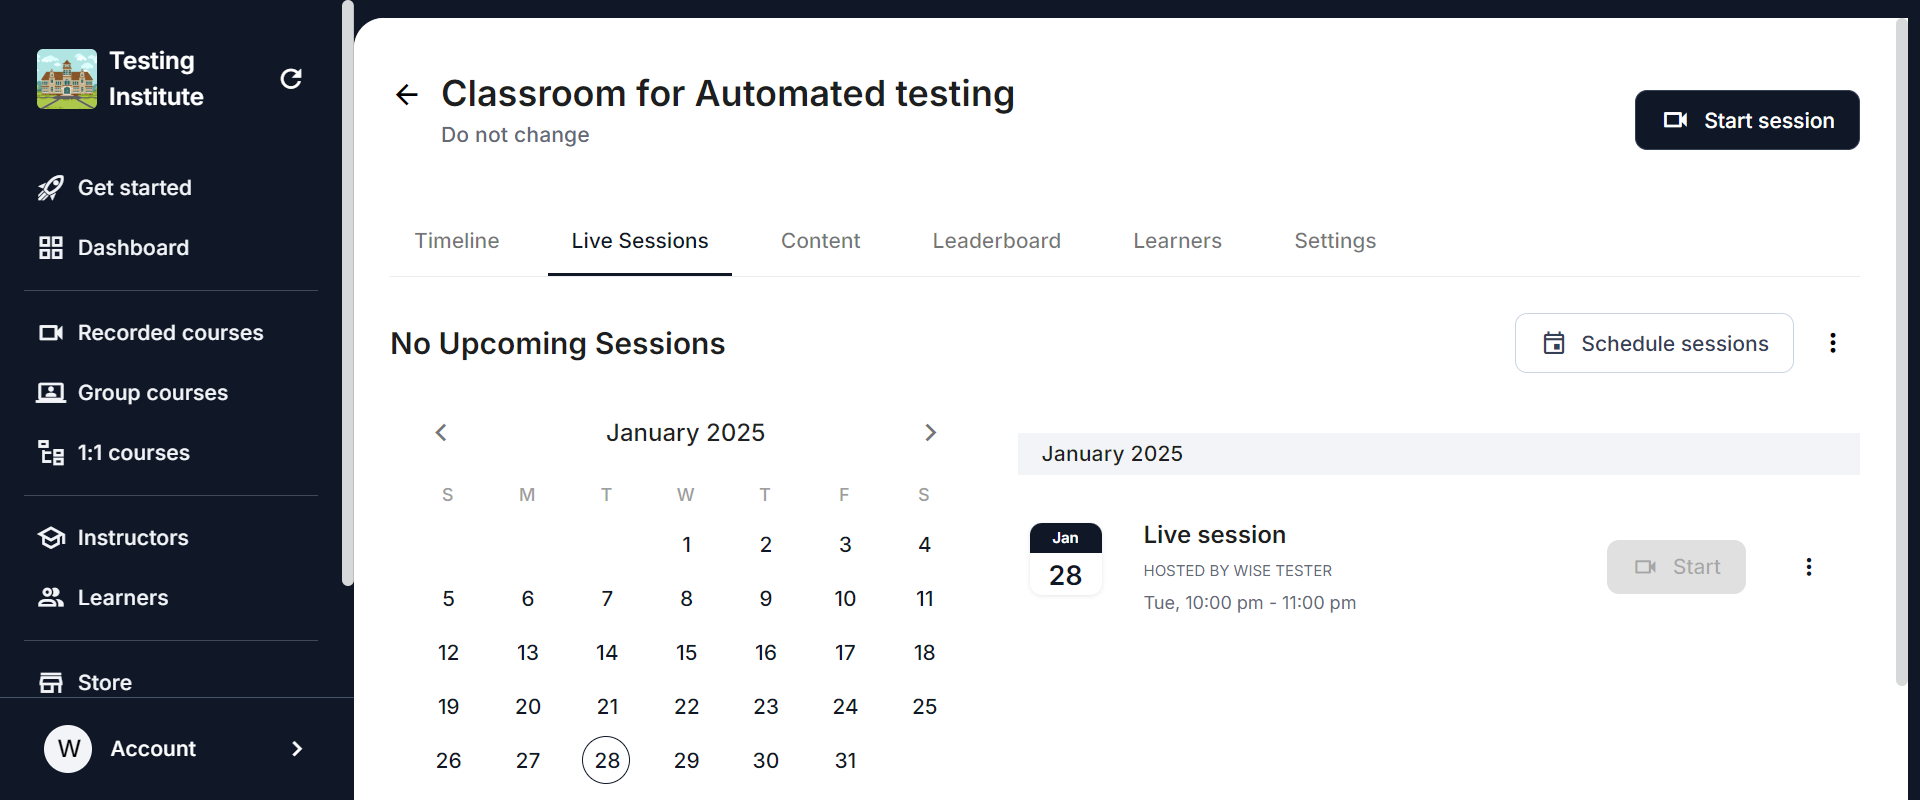 Testing
Institute
Get started
Dashboard
Recorded courses
Group courses
1:1 courses
Instructors
Learners
Store
W Account
Classroom for Automated testing
Do not change
Start session
Timeline Live Sessions Content Leaderboard Learners Settings
No Upcoming Sessions
Schedule sessions
January 2025
S M T W T F S
1 2 3 4
5 6 7 8 9 10 11
12 13 14 15 16 17 18
19 20 21 22 23 24 25
26 27 28 29 30 31
January 2025
Jan
28
Live session
HOSTED BY WISE TESTER
Tue, 10:00 pm - 11:00 pm
Start